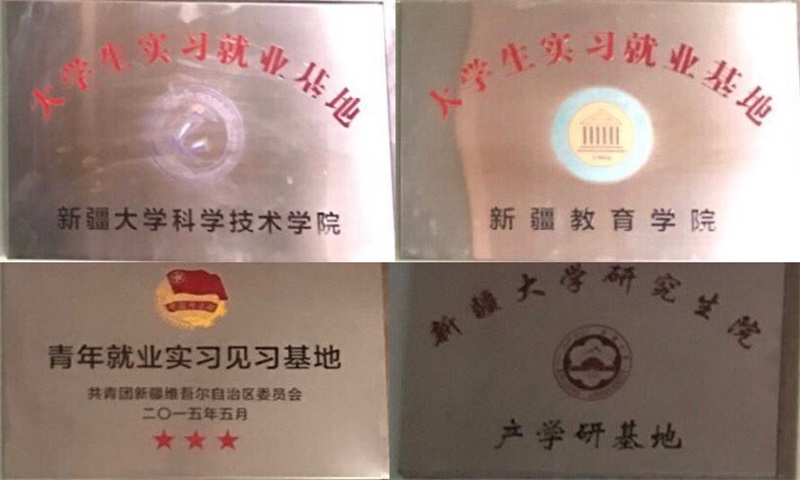 大学生实习就业基地
新疆大学科学技术学院
大学生实习就业基地
新疆教育学院
青年就业实习见习基地
共青团新疆维吾尔自治区委员会
二〇一五年五月
新疆大学研究生院
产学研基地